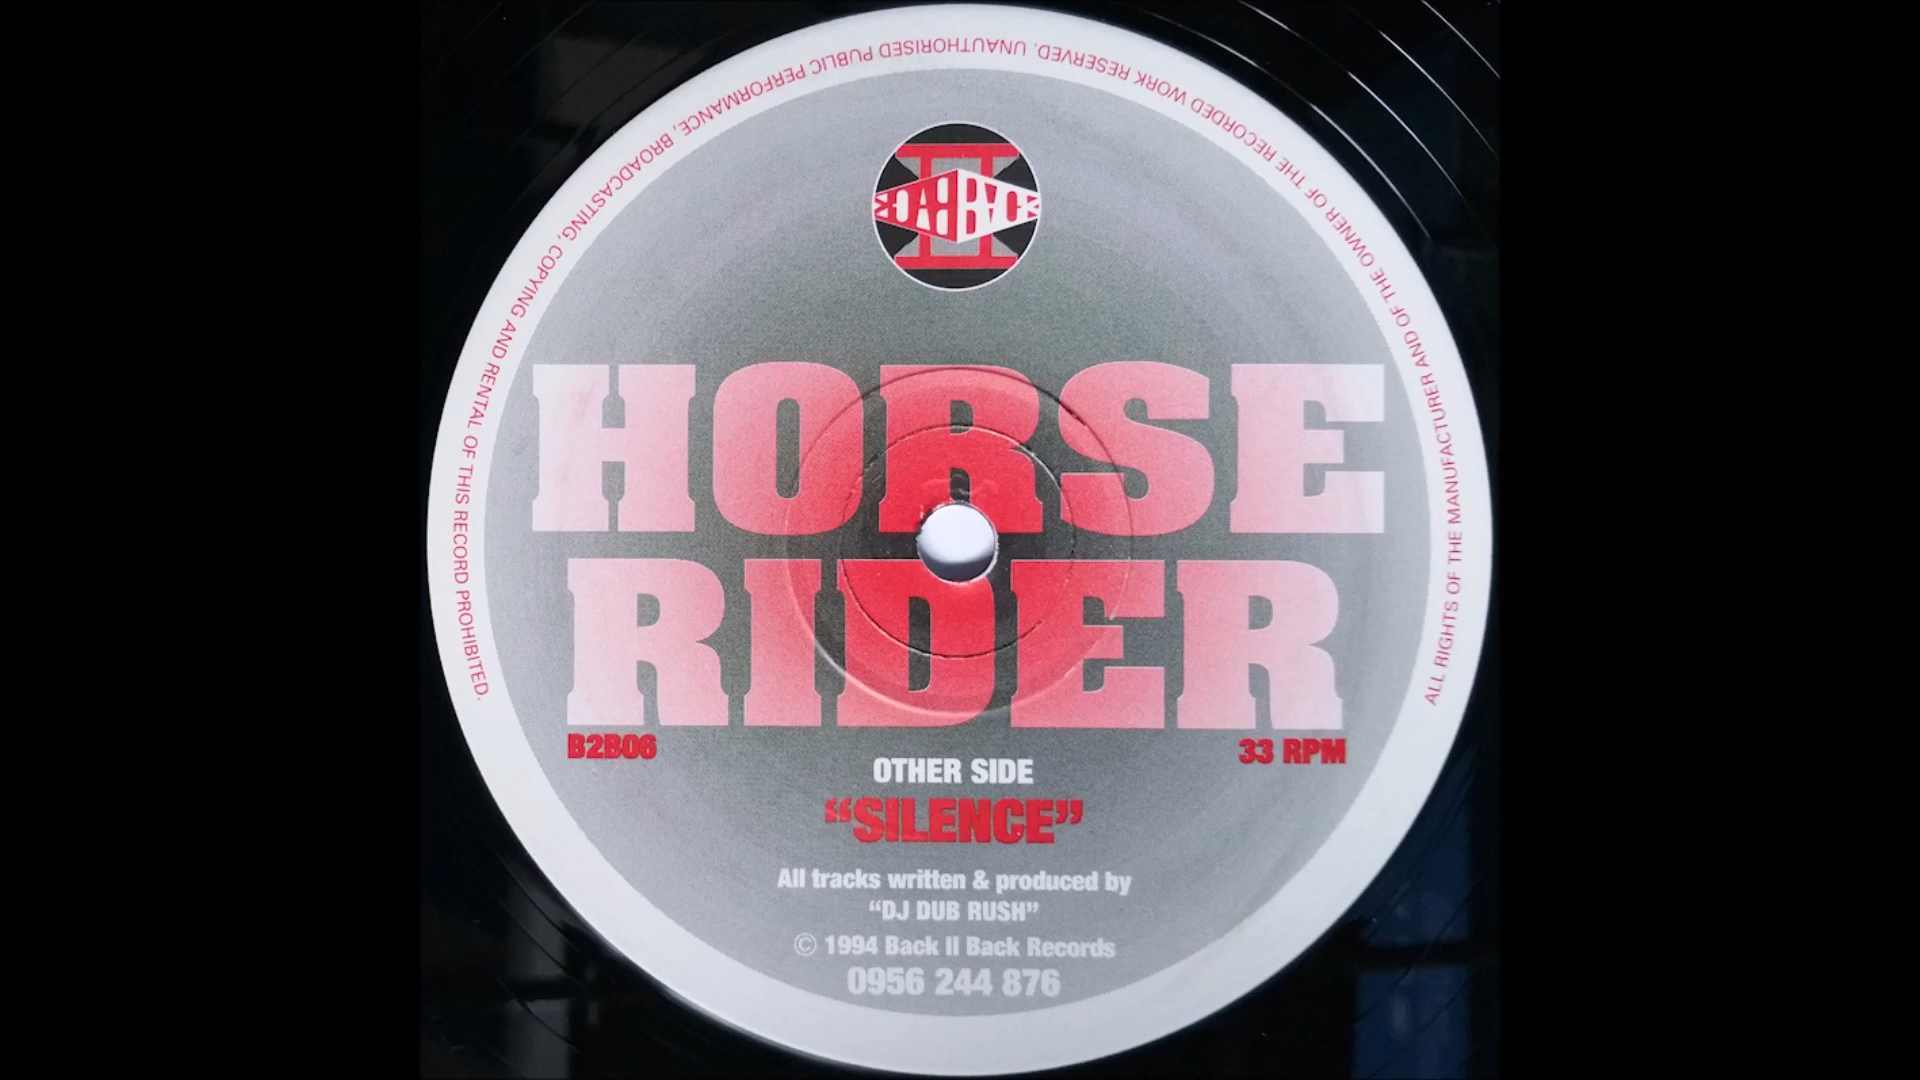 ALL RIGHTS OF THE MANUFACTURER AND OF THE OWNER OF THE RECORDED WORK RESERVED. UNAUTHORISED PUBLIC PERFORMANCE, BROADCASTING, COPYING AND RENTAL OF THIS RECORD PROHIBITED.
II
KCABBACK
HORSE
RIDER
B2B06
33 RPM
OTHER SIDE
“SILENCE”
All tracks written & produced by
“DJ DUB RUSH”
© 1994 Back II Back Records
0956 244 876